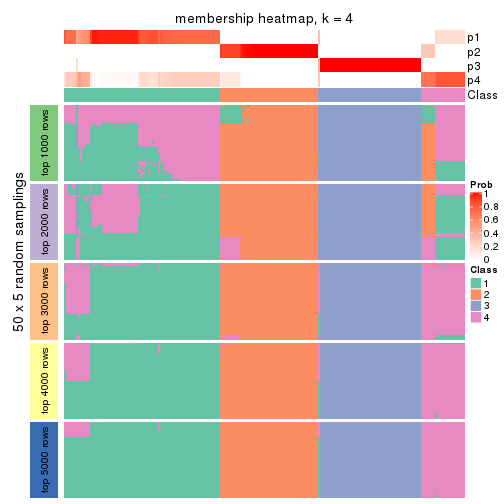 membership heatmap, k = 4
p1
p2
p3
p4
Class
50 x 5 random samplings
top 1000 rows
top 2000 rows
top 3000 rows
top 4000 rows
top 5000 rows
Prob
1
0.8
0.6
0.4
0.2
0
Class
1
2
3
4